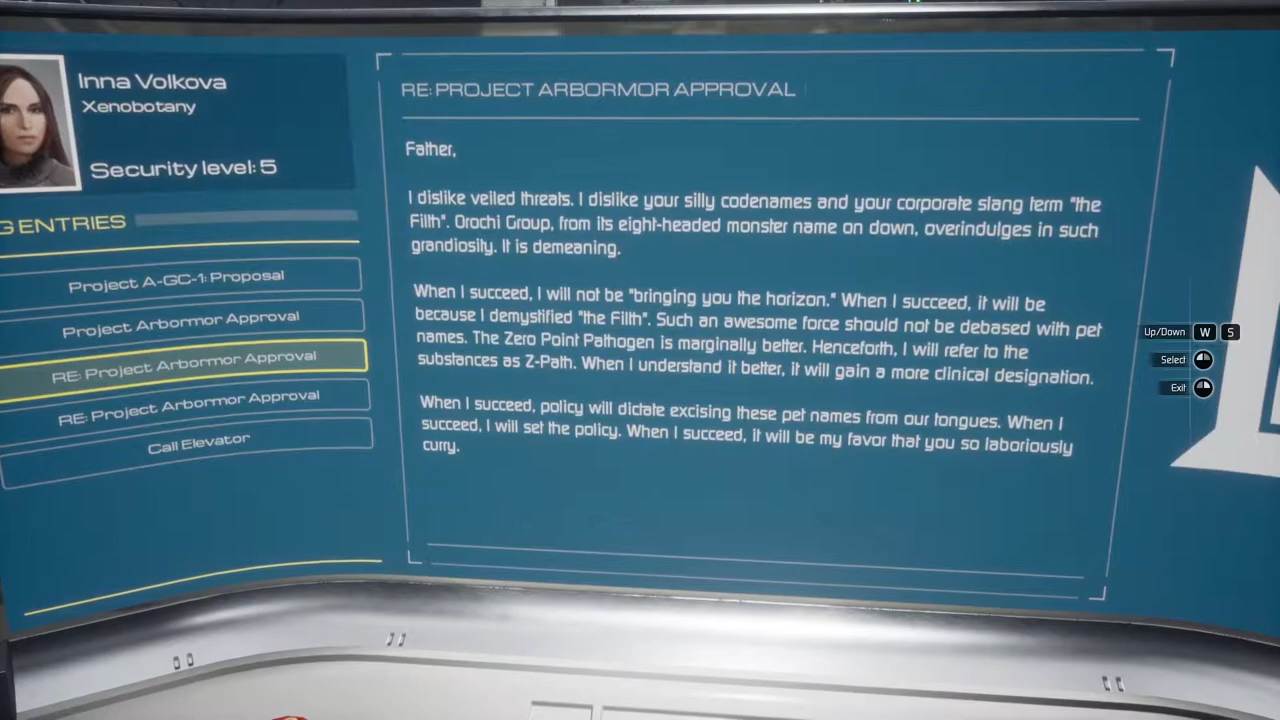 Inna Volkova
Xenobotany
Security level: 5
G ENTRIES
Project A-GC-1: Proposal
Project Arbormor Approval
RE: Project Arbormor Approval
RE: Project Arbormor Approval
Call Elevator
RE: PROJECT ARBORMOR APPROVAL
Father,
I dislike veiled threats. I dislike your silly codenames and your corporate slang term "the
Filth". Orochi Group, from its eight-headed monster name on down, overindulges in such
grandiosity. It is demeaning.
When I succeed, I will not be "bringing you the horizon." When I succeed, it will be
because I demystified "the Filth". Such an awesome force should not be debased with pet
names. The Zero Point Pathogen is marginally better. Henceforth, I will refer to the
substances as Z-Path. When I understand it better, it will gain a more clinical designation.
When I succeed, policy will dictate excising these pet names from our tongues. When I
succeed, I will set the policy. When I succeed, it will be my favor that you so laboriously
curry.
Up/Down W S
Select
Exit